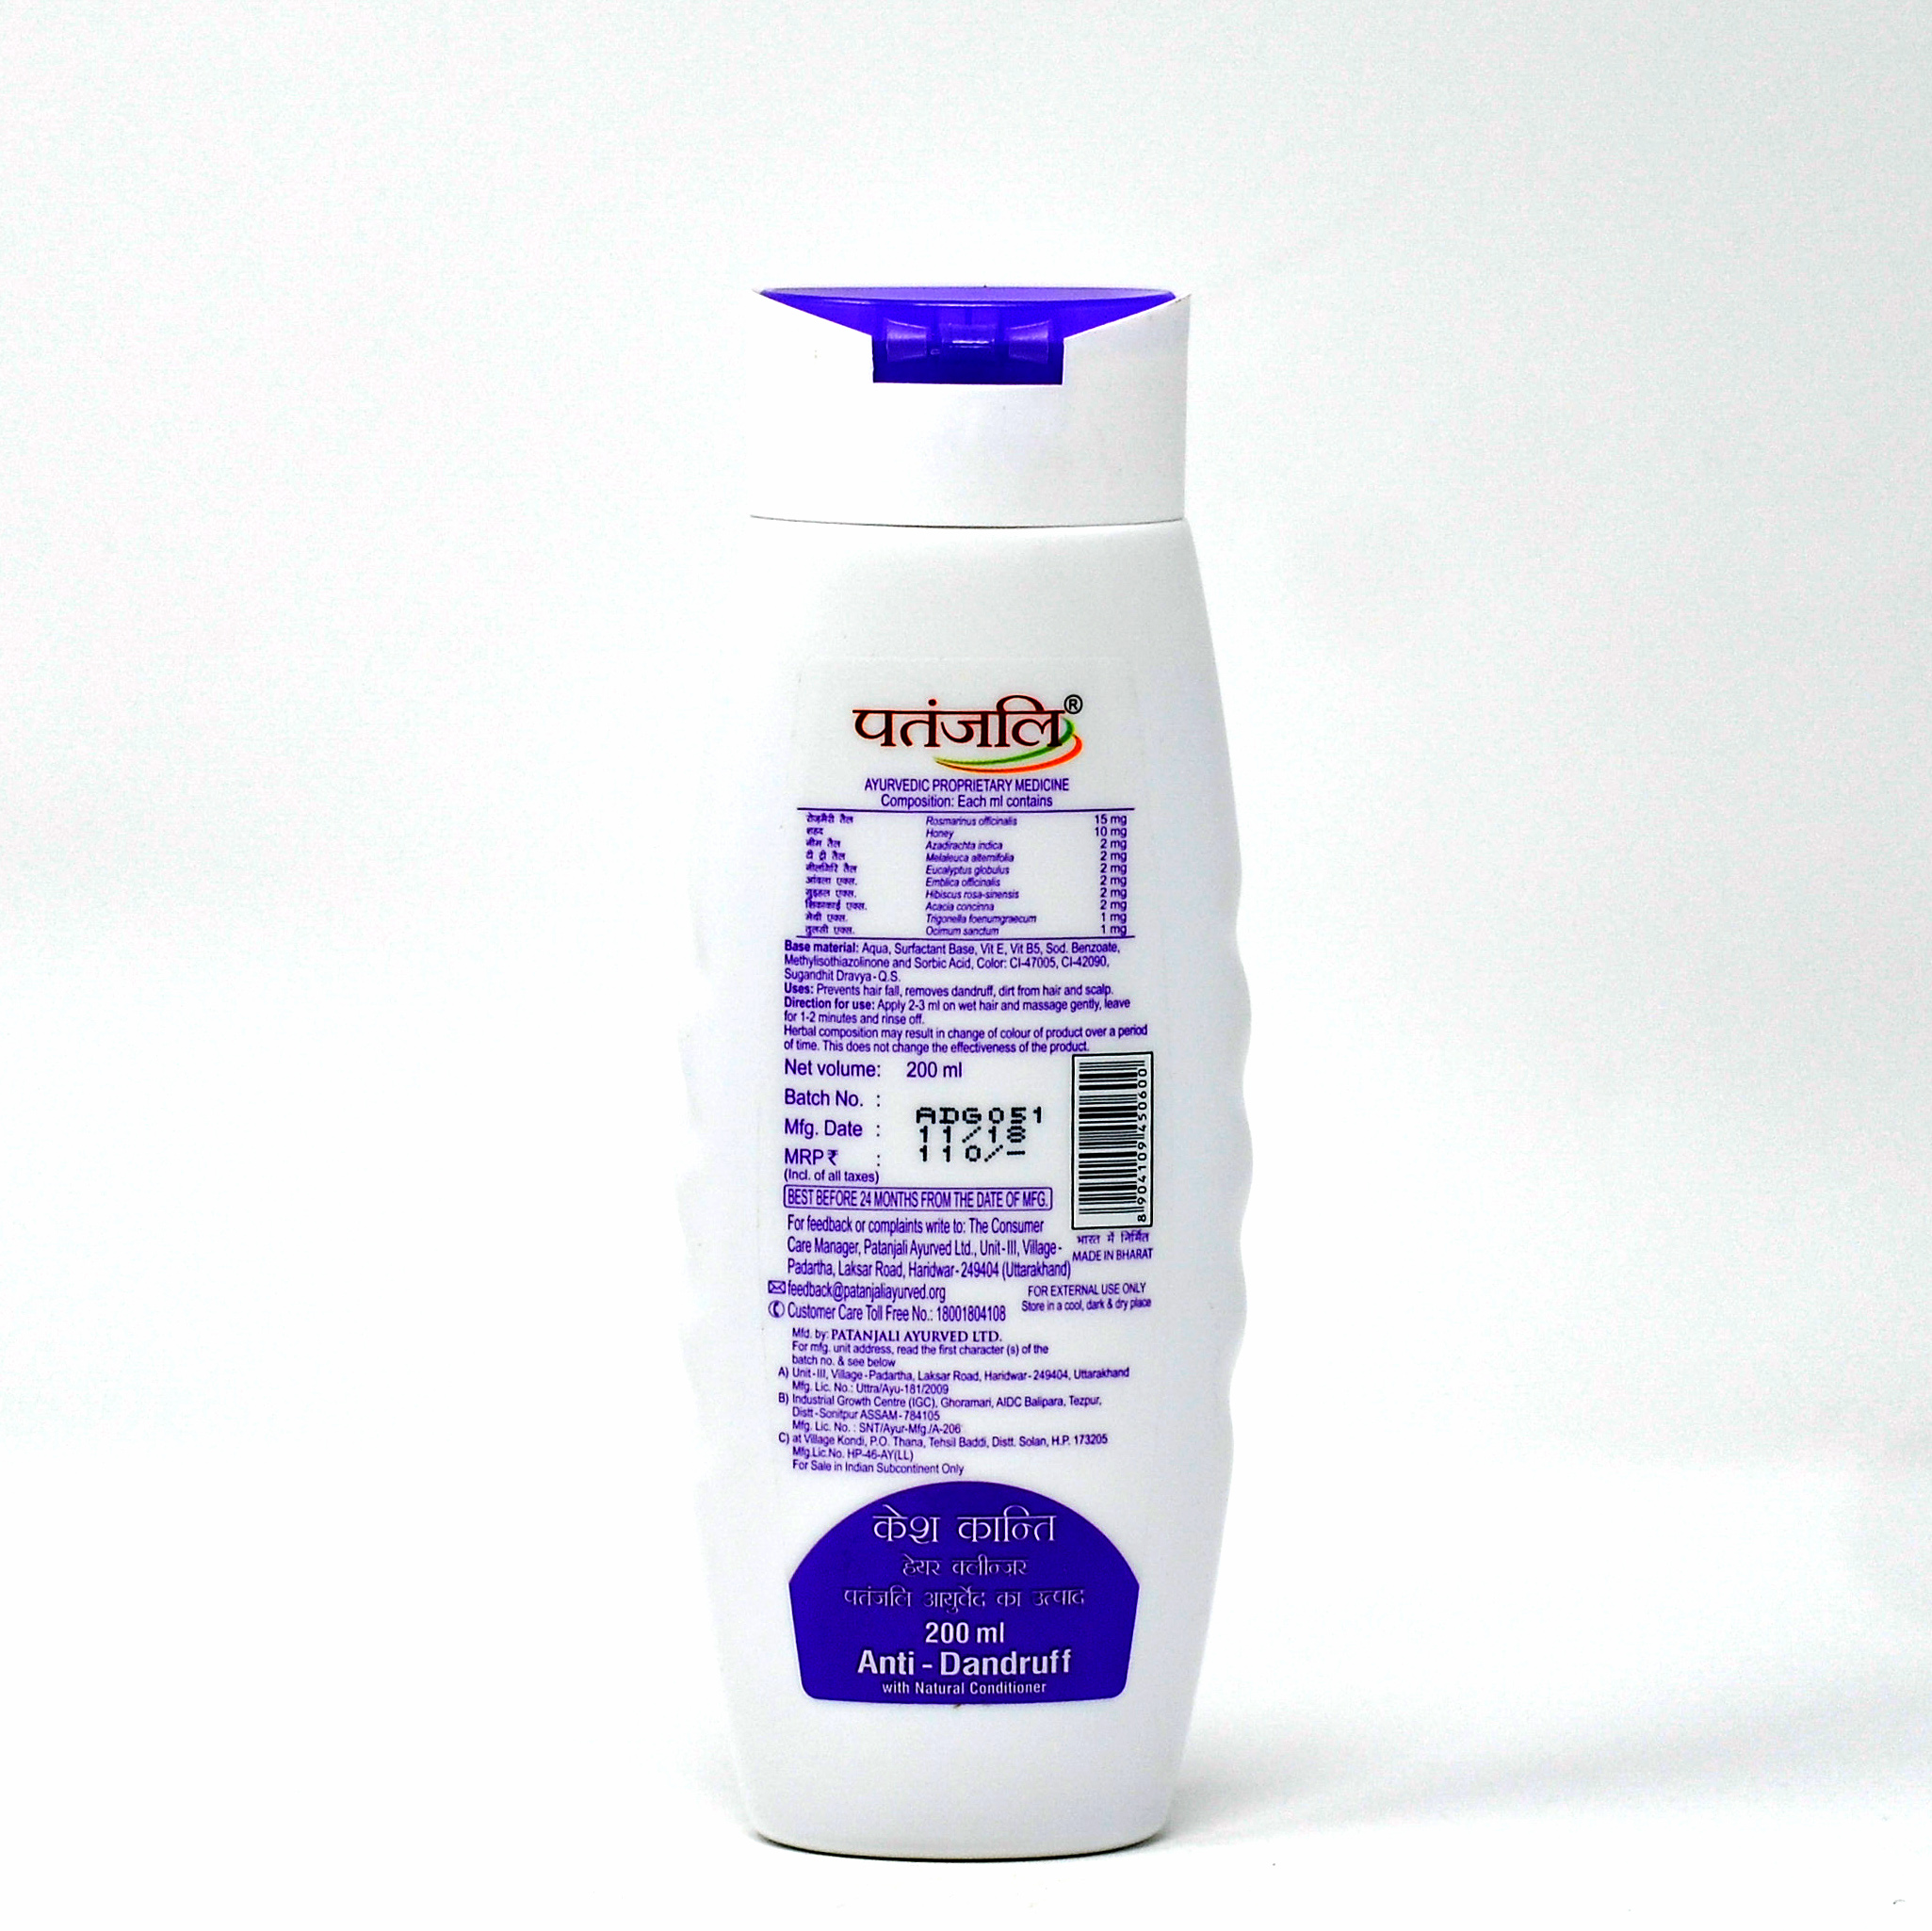 पतंजलि®
AYURVEDIC PROPRIETARY MEDICINE
Composition: Each ml contains
रोज़मैरी तैल Rosmarinus officinalis 15 mg
शहद Honey 10 mg
नीम तैल Azadirachta indica 2 mg
टी ट्री तैल Melaleuca alternifolia 2 mg
नीलगिरि तैल Eucalyptus globulus 2 mg
आंवला एक्स. Emblica officinalis 2 mg
गुड़हल एक्स. Hibiscus rosa-sinensis 2 mg
शिकाकाई एक्स. Acacia concinna 2 mg
मेथी एक्स. Trigonella foenumgraecum 1 mg
तुलसी एक्स. Ocimum sanctum 1 mg
Base material: Aqua, Surfactant Base, Vit E, Vit B5, Sod. Benzoate,
Methylisothiazolinone and Sorbic Acid, Color: CI-47005, CI-42090,
Sugandhit Dravya-Q.S.
Uses: Prevents hair fall, removes dandruff, dirt from hair and scalp.
Direction for use: Apply 2-3 ml on wet hair and massage gently, leave
for 1-2 minutes and rinse off.
Herbal composition may result in change of colour of product over a period
of time. This does not change the effectiveness of the product.
Net volume: 200 ml
Batch No. : ADG051
Mfg. Date : 11/18
MRP ₹ : 110/-
(Incl. of all taxes)
8 904109 450600
BEST BEFORE 24 MONTHS FROM THE DATE OF MFG.
For feedback or complaints write to: The Consumer
Care Manager, Patanjali Ayurved Ltd., Unit-III, Village-
Padartha, Laksar Road, Haridwar-249404 (Uttarakhand)
भारत में निर्मित
MADE IN BHARAT
feedback@patanjaliayurved.org
Customer Care Toll Free No.: 18001804108
FOR EXTERNAL USE ONLY
Store in a cool, dark & dry place
Mfd. by: PATANJALI AYURVED LTD.
For mfg. unit address, read the first character (s) of the
batch no. & see below
A) Unit-III, Village-Padartha, Laksar Road, Haridwar-249404, Uttarakhand
Mfg. Lic. No.: Uttra/Ayu-181/2009
B) Industrial Growth Centre (IGC), Ghoramari, AIDC Balipara, Tezpur,
Distt-Sonitpur ASSAM-784105
Mfg. Lic. No. : SNT/Ayur-Mfg./A-206
C) at Village Kondi, P.O. Thana, Tehsil Baddi, Distt. Solan, H.P. 173205
Mfg.Lic.No. HP-46-AY(LL)
For Sale in Indian Subcontinent Only
केश कान्ति
हेयर क्लीन्ज़र
पतंजलि आयुर्वेद का उत्पाद
200 ml
Anti - Dandruff
with Natural Conditioner